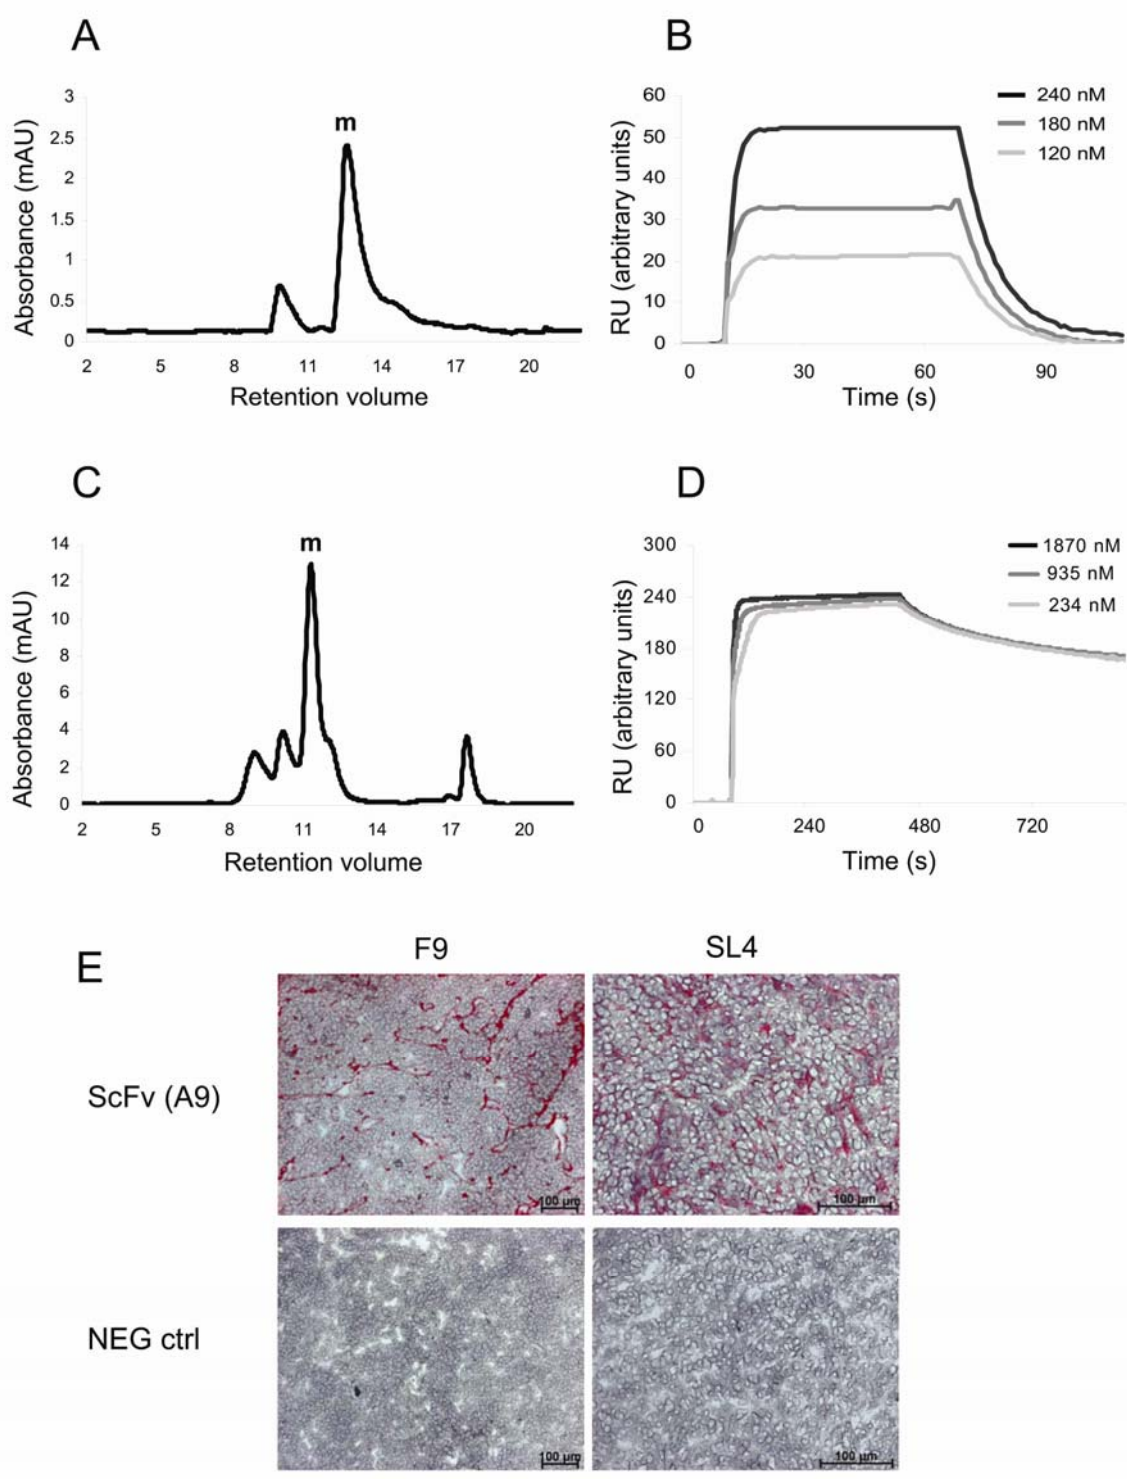 A
Absorbance (mAU)
3
2.5
2
1.5
1
0.5
0
m
2 5 8 11 14 17 20
Retention volume
B
RU (arbitrary units)
60
50
40
30
20
10
0
240 nM
180 nM
120 nM
0 30 60 90
Time (s)
C
Absorbance (mAU)
14
12
10
8
6
4
2
0
m
2 5 8 11 14 17 20
Retention volume
D
RU (arbitrary units)
300
240
180
120
60
0
1870 nM
935 nM
234 nM
0 240 480 720
Time (s)
E
F9 SL4
ScFv (A9)
100 µm 100 µm
NEG ctrl
100 µm 100 µm